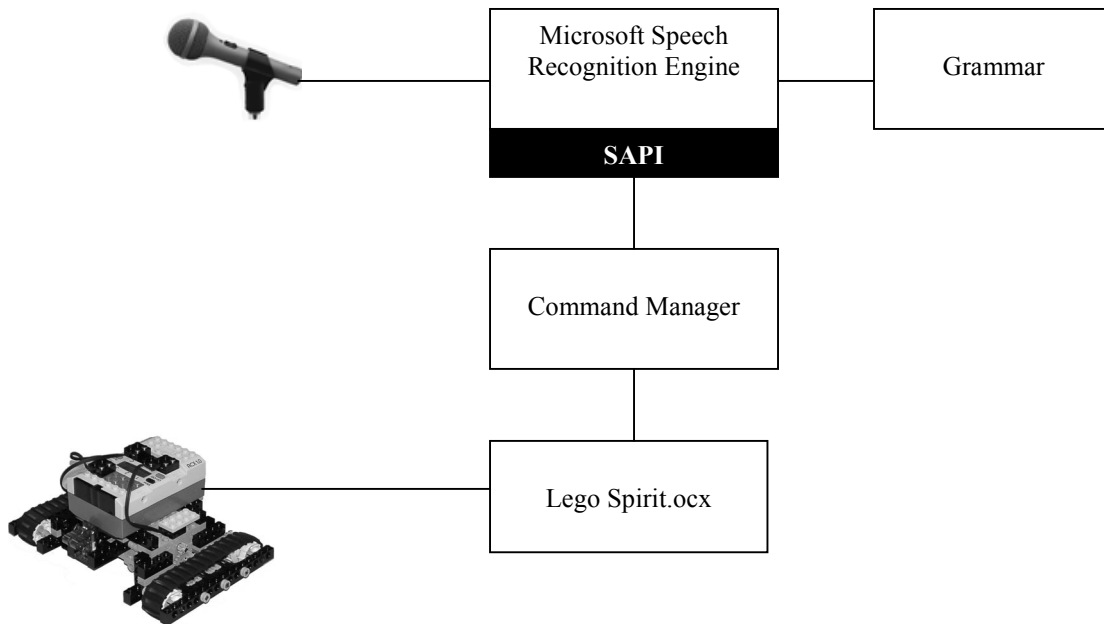 Microsoft Speech
Recognition Engine
Grammar
SAPI
Command Manager
Lego Spirit.ocx